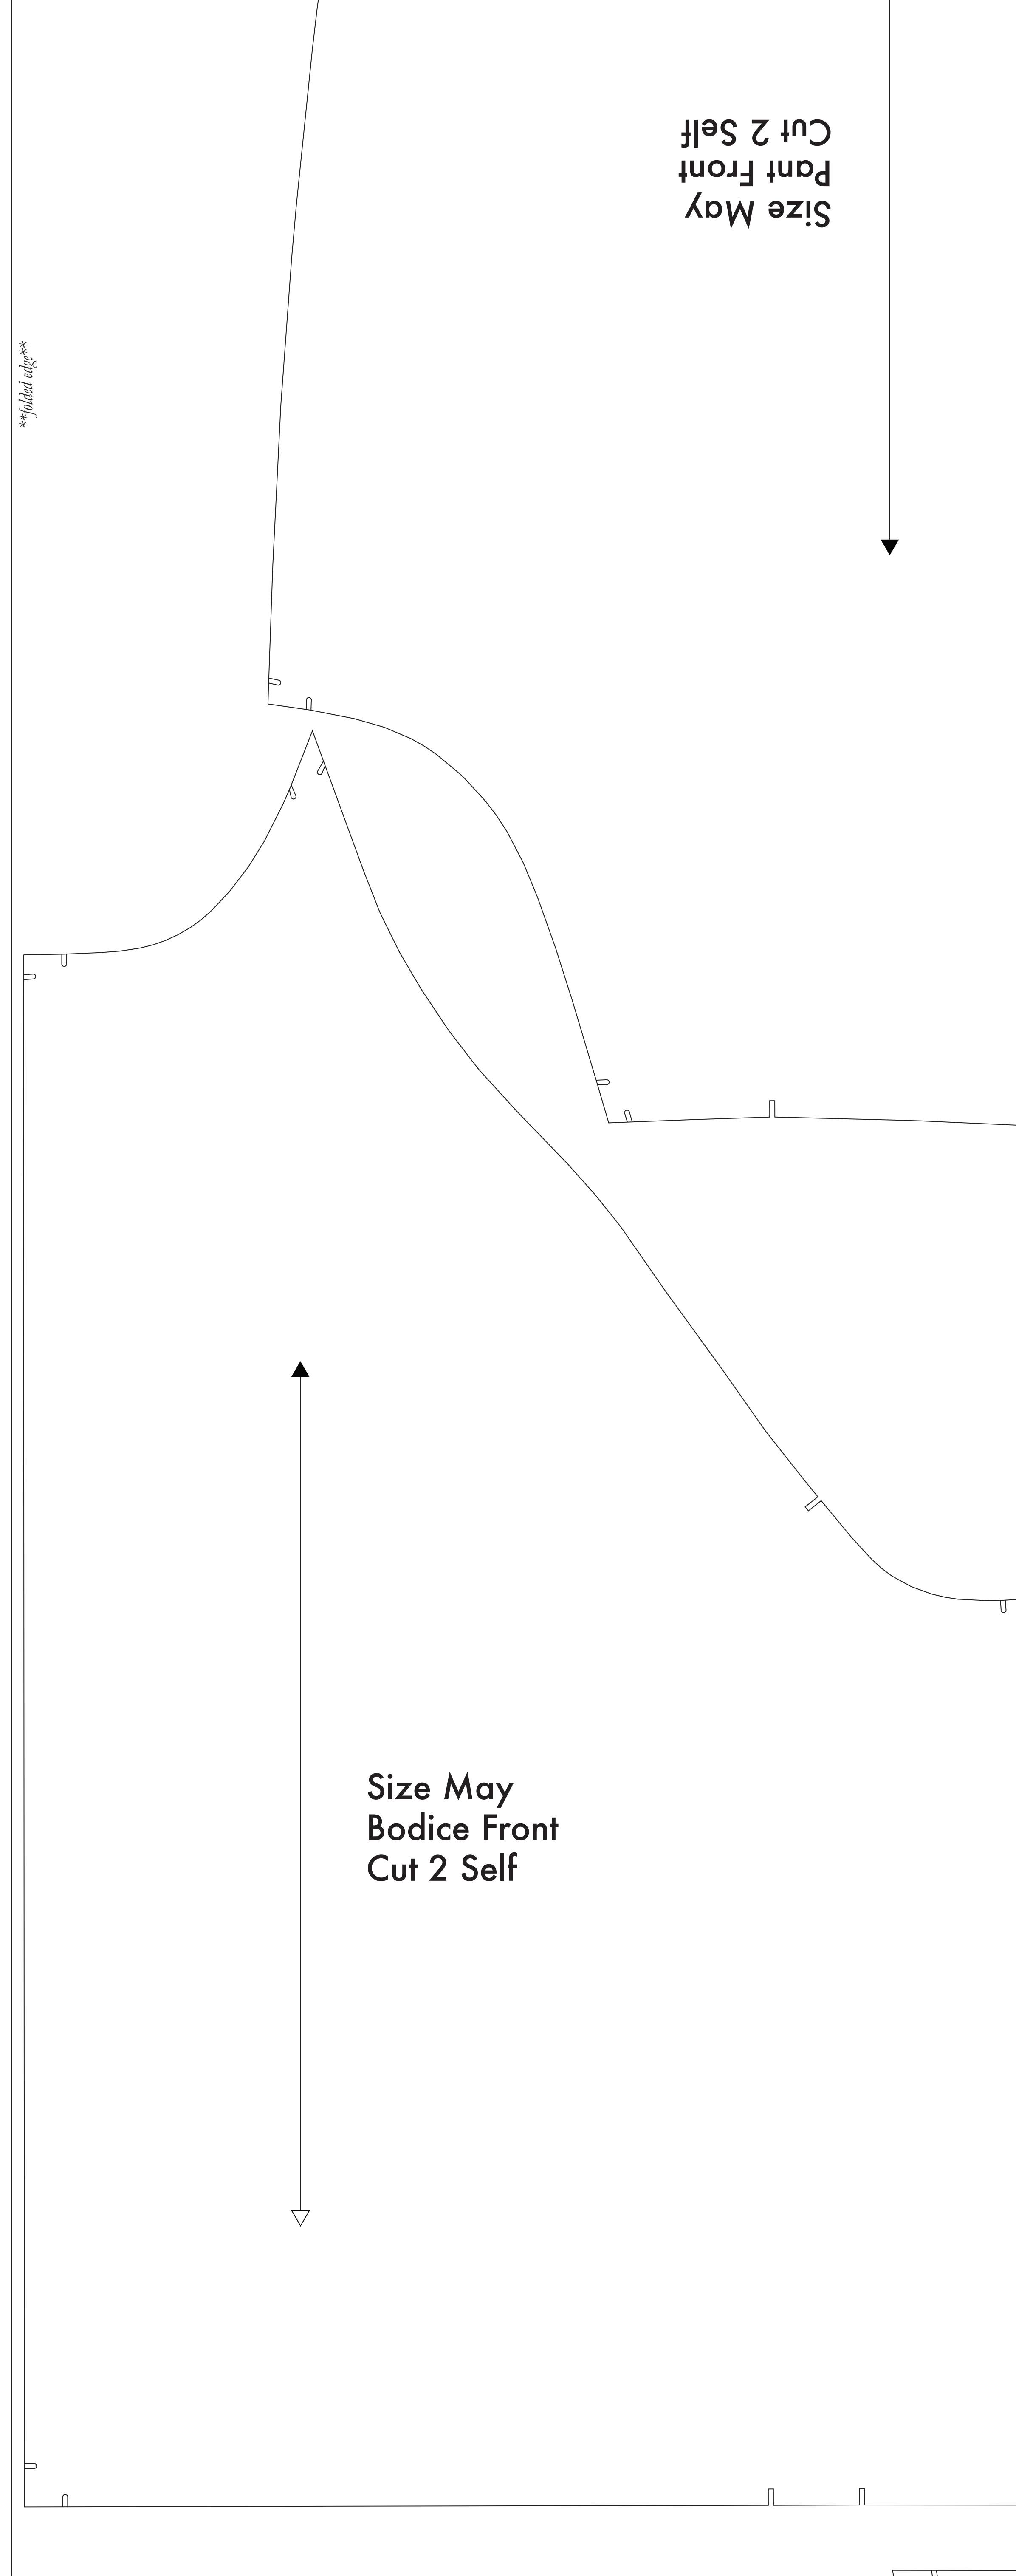 Size May
Pant Front
Cut 2 Self
**folded edge**
Size May
Bodice Front
Cut 2 Self